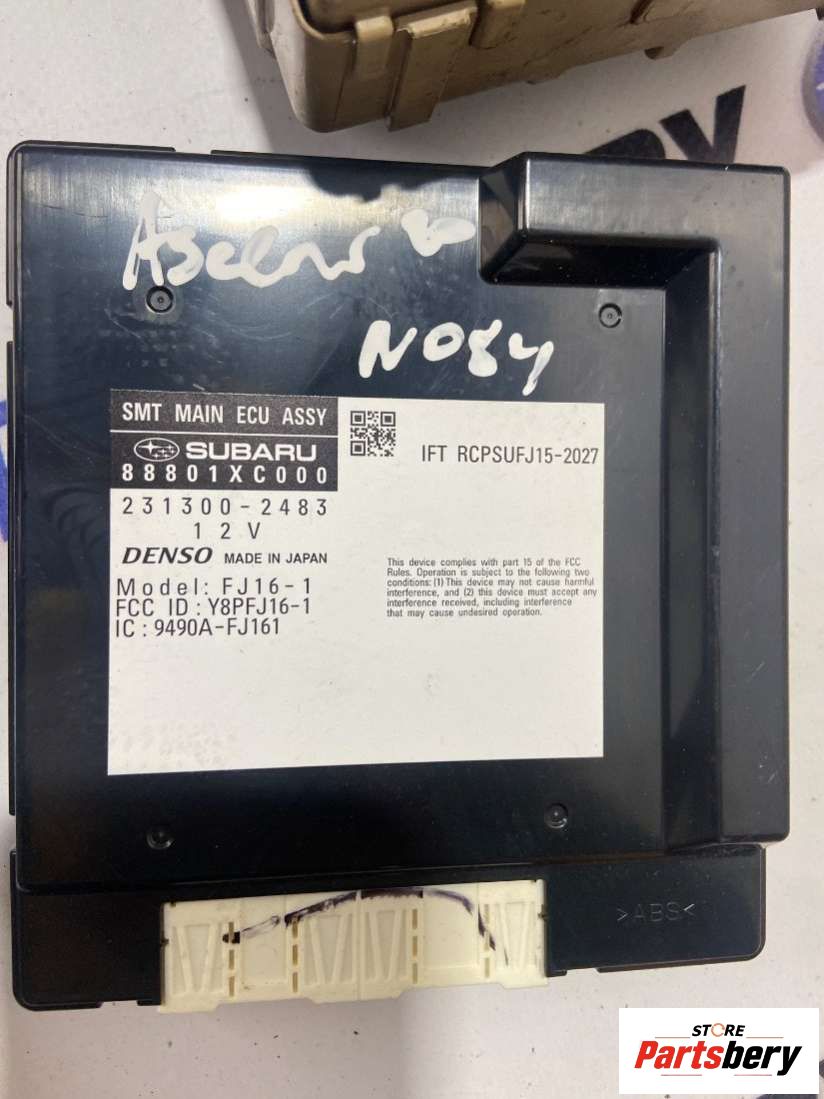 N084
SMT MAIN ECU ASSY
SUBARU
88801XC000
231300-2483
12V
DENSO MADE IN JAPAN
Model: FJ16-1
FCC ID : Y8PFJ16-1
IC : 9490A-FJ161
IFT RCPSUFJ15-2027
This device complies with part 15 of the FCC
Rules. Operation is subject to the following two
conditions: (1) This device may not cause harmful
interference, and (2) this device must accept any
interference received, including interference
that may cause undesired operation.
>ABS<
STORE
Partsbery